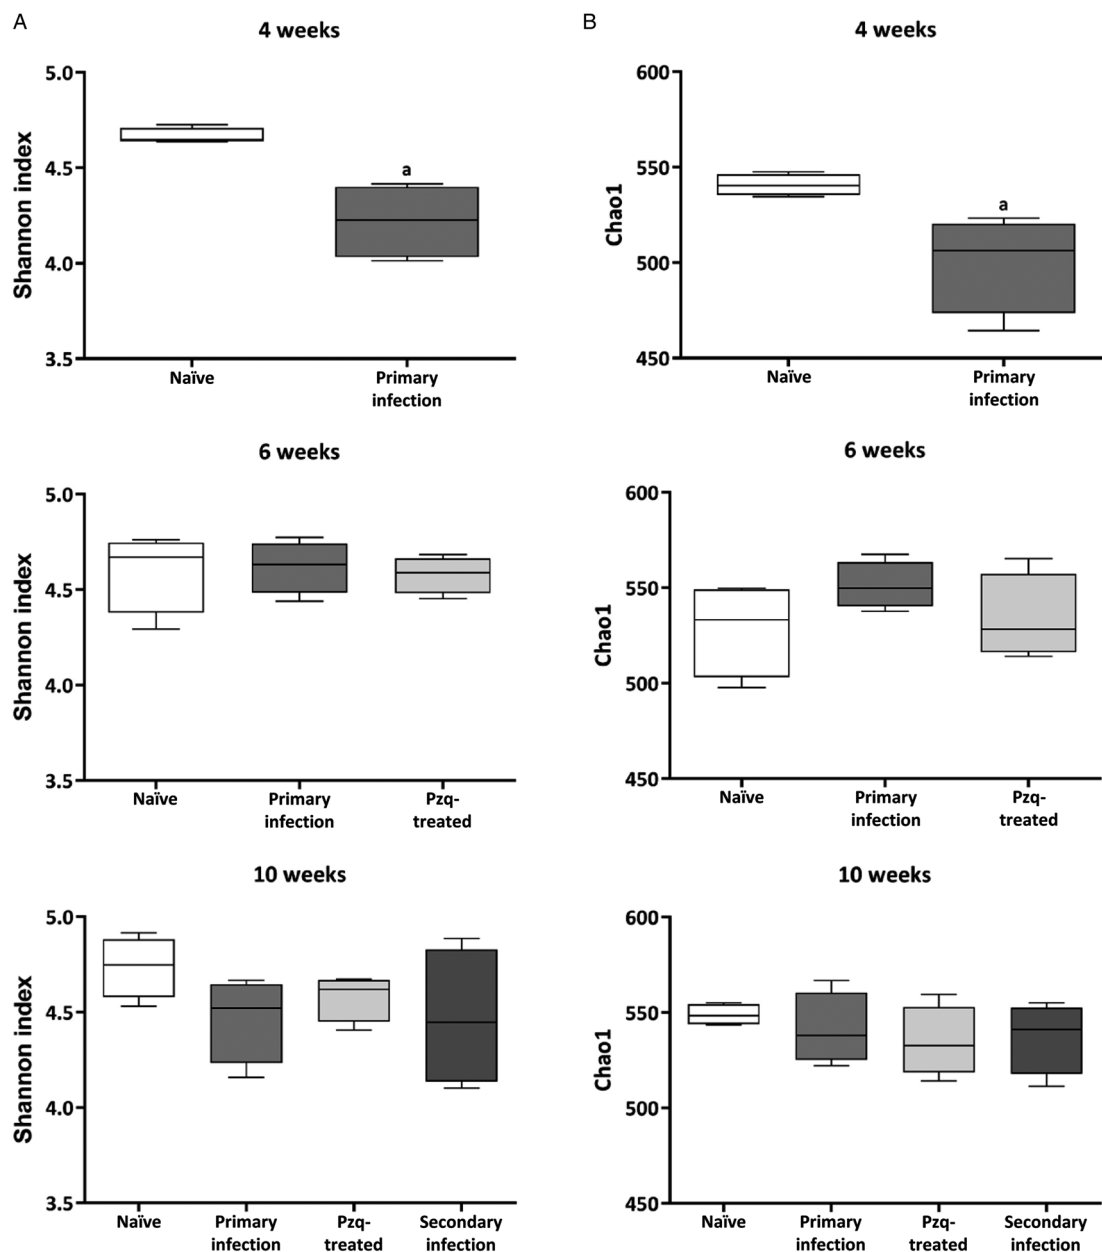 A
4 weeks
Shannon index
5.0
4.5
4.0
3.5
a
Naïve
Primary
infection
B
4 weeks
Chao1
600
550
500
450
a
Naïve
Primary
infection
6 weeks
Shannon index
5.0
4.5
4.0
3.5
Naïve
Primary
infection
Pzq-
treated
6 weeks
Chao1
600
550
500
450
Naïve
Primary
infection
Pzq-
treated
10 weeks
Shannon index
5.0
4.5
4.0
3.5
Naïve
Primary
infection
Pzq-
treated
Secondary
infection
10 weeks
Chao1
600
550
500
450
Naïve
Primary
infection
Pzq-
treated
Secondary
infection